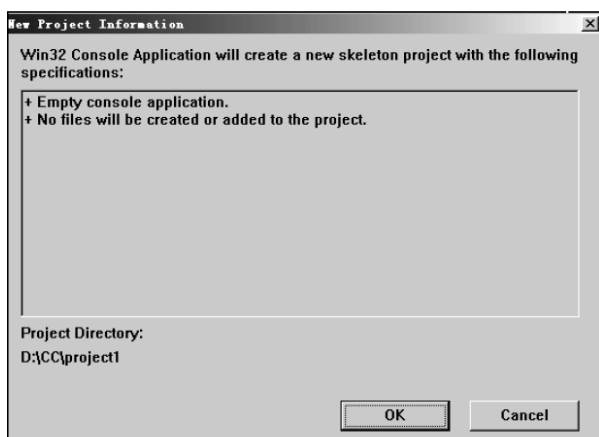 New Project Information
Win32 Console Application will create a new skeleton project with the following
specifications:
+ Empty console application.
+ No files will be created or added to the project.
Project Directory:
D:\CC\project1
OK
Cancel